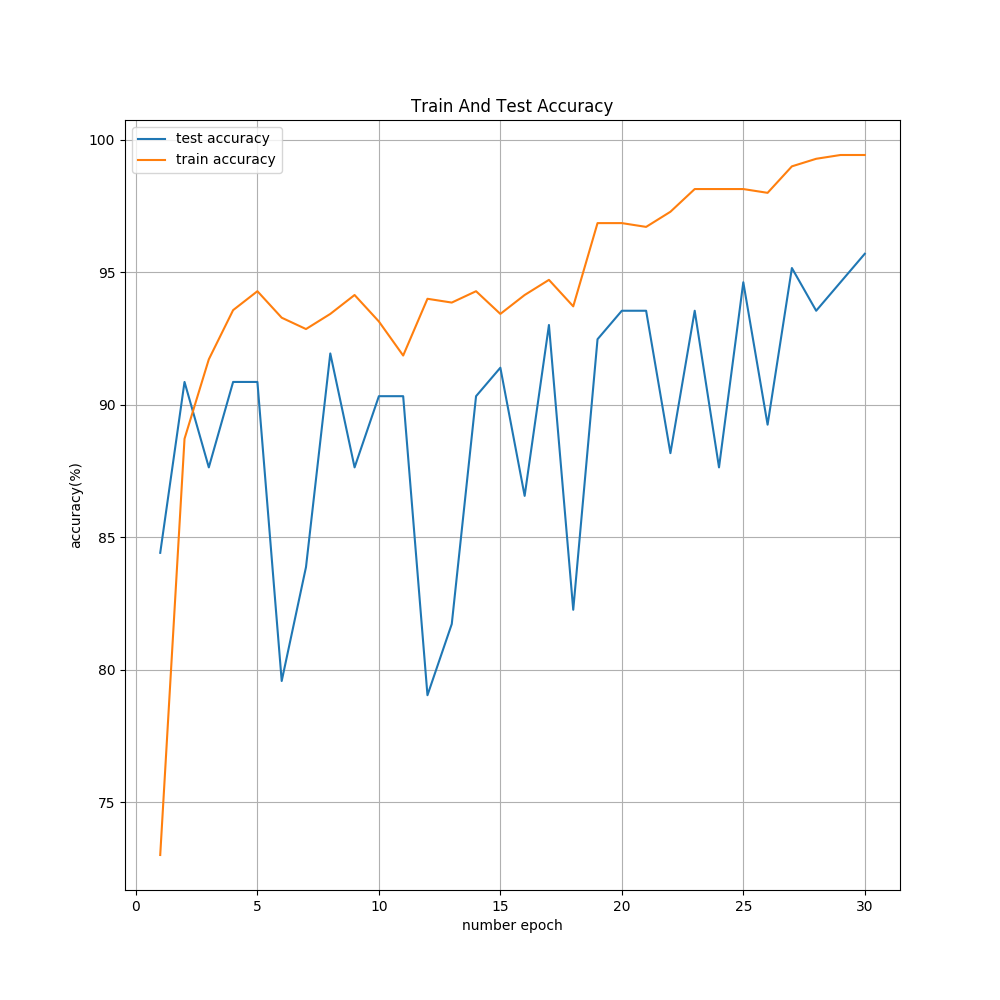 Train And Test Accuracy
test accuracy
train accuracy
100
95
90
85
80
75
accuracy(%)
0 5 10 15 20 25 30
number epoch